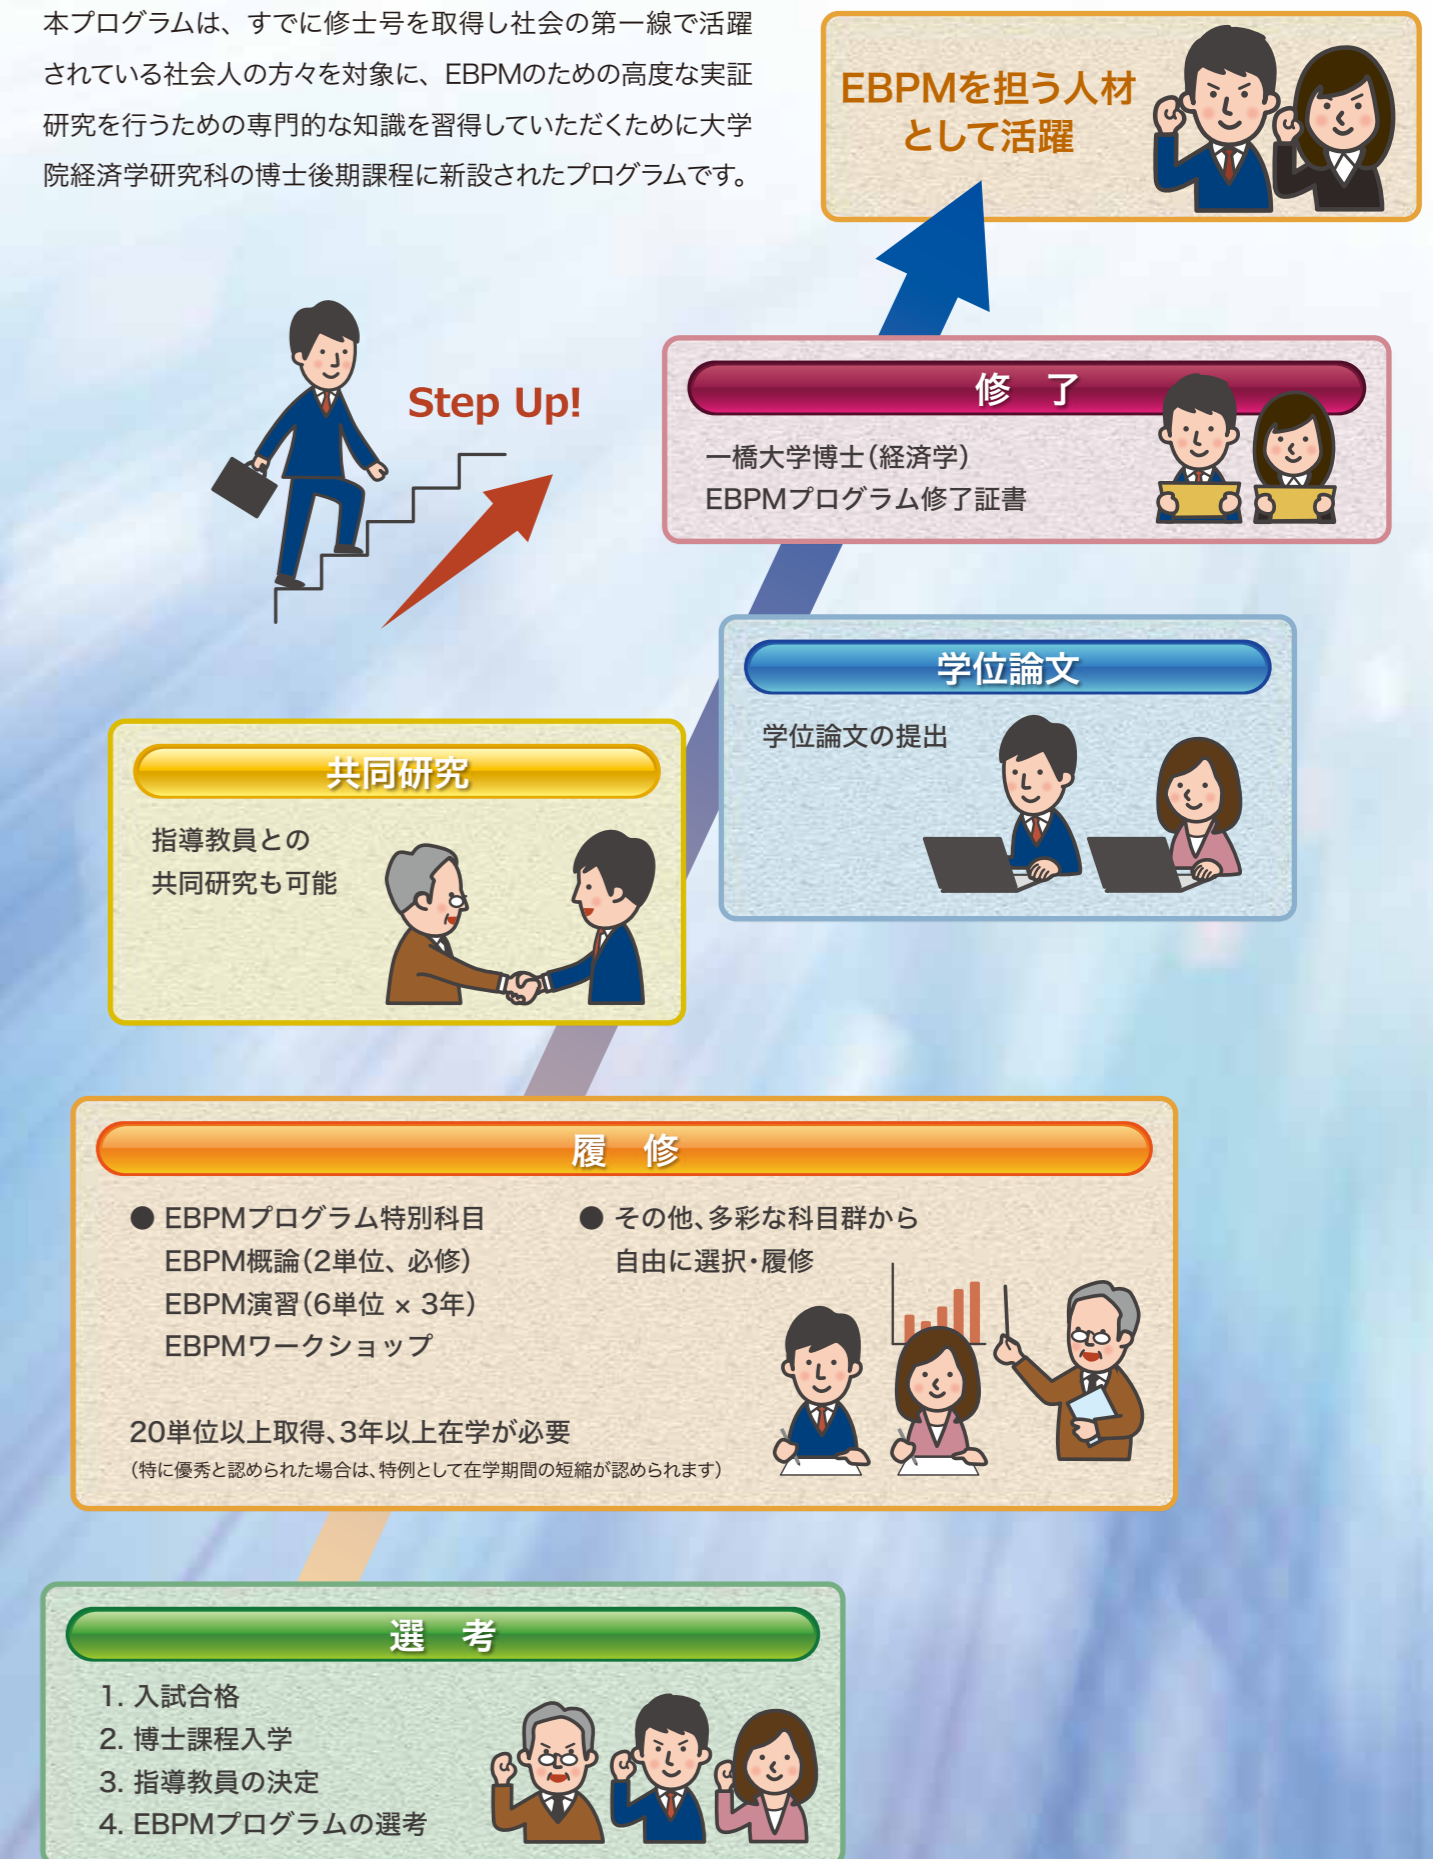 本プログラムは、すでに修士号を取得し社会の第一線で活躍
されている社会人の方々を対象に、EBPMのための高度な実証
研究を行うための専門的な知識を習得していただくために大学
院経済学研究科の博士後期課程に新設されたプログラムです。
EBPMを担う人材
として活躍
Step Up!
修 了
一橋大学博士（経済学）
EBPMプログラム修了証書
学位論文
学位論文の提出
共同研究
指導教員との
共同研究も可能
履 修
● EBPMプログラム特別科目
EBPM概論（2単位、必修）
EBPM演習（6単位 × 3年）
EBPMワークショップ
● その他、多彩な科目群から
自由に選択・履修
20単位以上取得、3年以上在学が必要
（特に優秀と認められた場合は、特例として在学期間の短縮が認められます）
選 考
1. 入試合格
2. 博士課程入学
3. 指導教員の決定
4. EBPMプログラムの選考